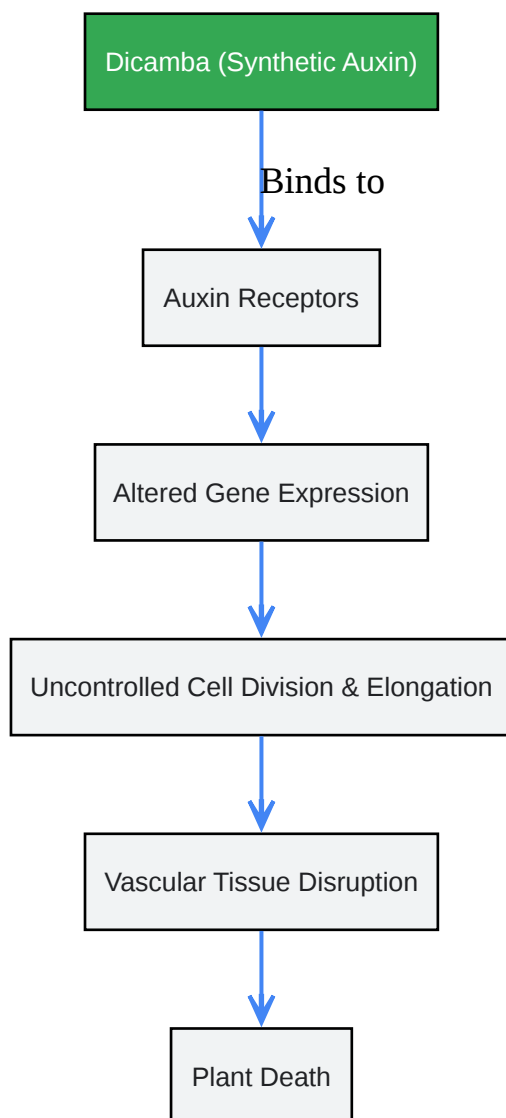 Dicamba (Synthetic Auxin)
Binds to
Auxin Receptors
Altered Gene Expression
Uncontrolled Cell Division & Elongation
Vascular Tissue Disruption
Plant Death